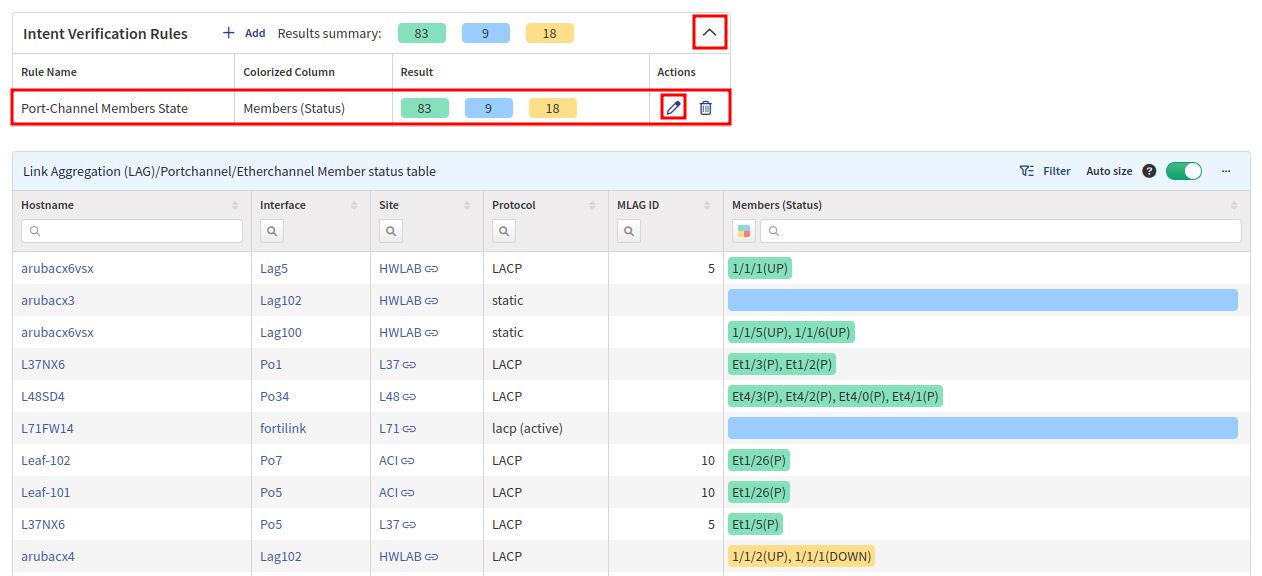 Intent Verification Rules + Add Results summary: 83 9 18
Rule Name Colorized Column Result Actions
Port-Channel Members State Members (Status) 83 9 18
Link Aggregation (LAG)/Portchannel/Etherchannel Member status table Filter Auto size ? ...
Hostname Interface Site Protocol MLAG ID Members (Status)
arubacx6vsx Lag5 HWLAB LACP 5 1/1/1(UP)
arubacx3 Lag102 HWLAB static
arubacx6vsx Lag100 HWLAB static 1/1/5(UP), 1/1/6(UP)
L37NX6 Po1 L37 LACP Et1/3(P), Et1/2(P)
L48SD4 Po34 L48 LACP Et4/3(P), Et4/2(P), Et4/0(P), Et4/1(P)
L71FW14 fortilink L71 lacp (active)
Leaf-102 Po7 ACI LACP 10 Et1/26(P)
Leaf-101 Po5 ACI LACP 10 Et1/26(P)
L37NX6 Po5 L37 LACP 5 Et1/5(P)
arubacx4 Lag102 HWLAB LACP 1/1/2(UP), 1/1/1(DOWN)